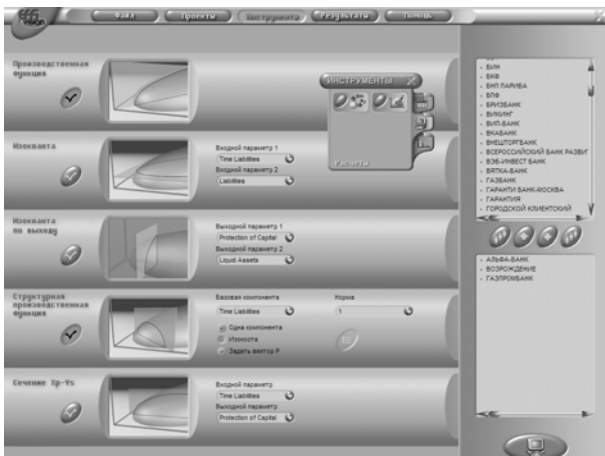 EFFI
vision
Файл
Проекты
Инструменты
Результаты
Помощь
Производственная
функция
ИНСТРУМЕНТЫ
Расчеты
Изокванта
Входной параметр 1
Time Liabilities
Входной параметр 2
Liabilities
Изокванта
по выходу
Выходной параметр 1
Protection of Capital
Выходной параметр 2
Liquid Assets
Структурная
производственная
функция
Базовая компонента
Норма
Time Liabilities
(1
Одна компонента
Изокоста
Задать вектор P
Сечение Xp-Ys
Входной параметр
Time Liabilities
Выходной параметр
Protection of Capital
БИН
БКФ
БНП ПАРИБА
БПФ
БРИЗБАНК
ВИКИНГ
ВИП-БАНК
ВКАБАНК
ВНЕШТОРГБАНК
ВСЕРОССИЙСКИЙ БАНК РАЗВИТ
ВЭБ-ИНВЕСТ БАНК
ВЯТКА-БАНК
ГАЗБАНК
ГАРАНТИ БАНК-МОСКВА
ГАРАНТИЯ
ГОРОДСКОЙ КЛИЕНТСКИЙ
АЛЬФА-БАНК
ВОЗРОЖДЕНИЕ
ГАЗПРОМБАНК